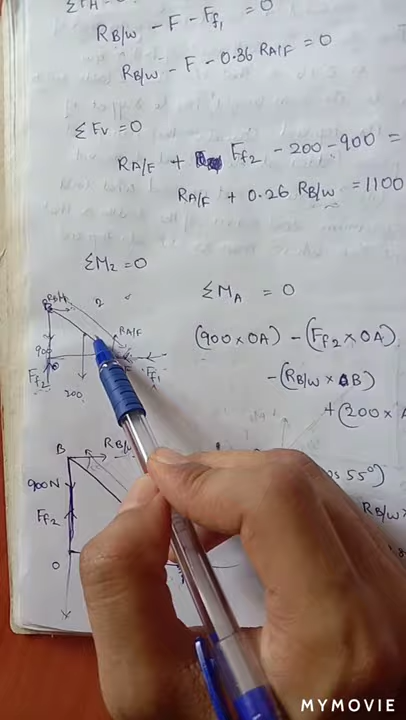 ΣFH = 0
RB/W - F - Ff1 = 0
RB/W - F - 0.36 RA/F = 0
ΣFV = 0
RA/F + Ff2 - 200 - 900 =
RA/F + 0.26 RB/W = 1100
ΣM2 = 0
ΣMA = 0
(900 × OA) - (Ff2 × OA)
- (RB/W × OB)
+ (200 ×
RA/F
900
Ff2
200
Ff1
B
RB/W
900N
Ff2
O
55°)
RB/W ×
MYMOVIE